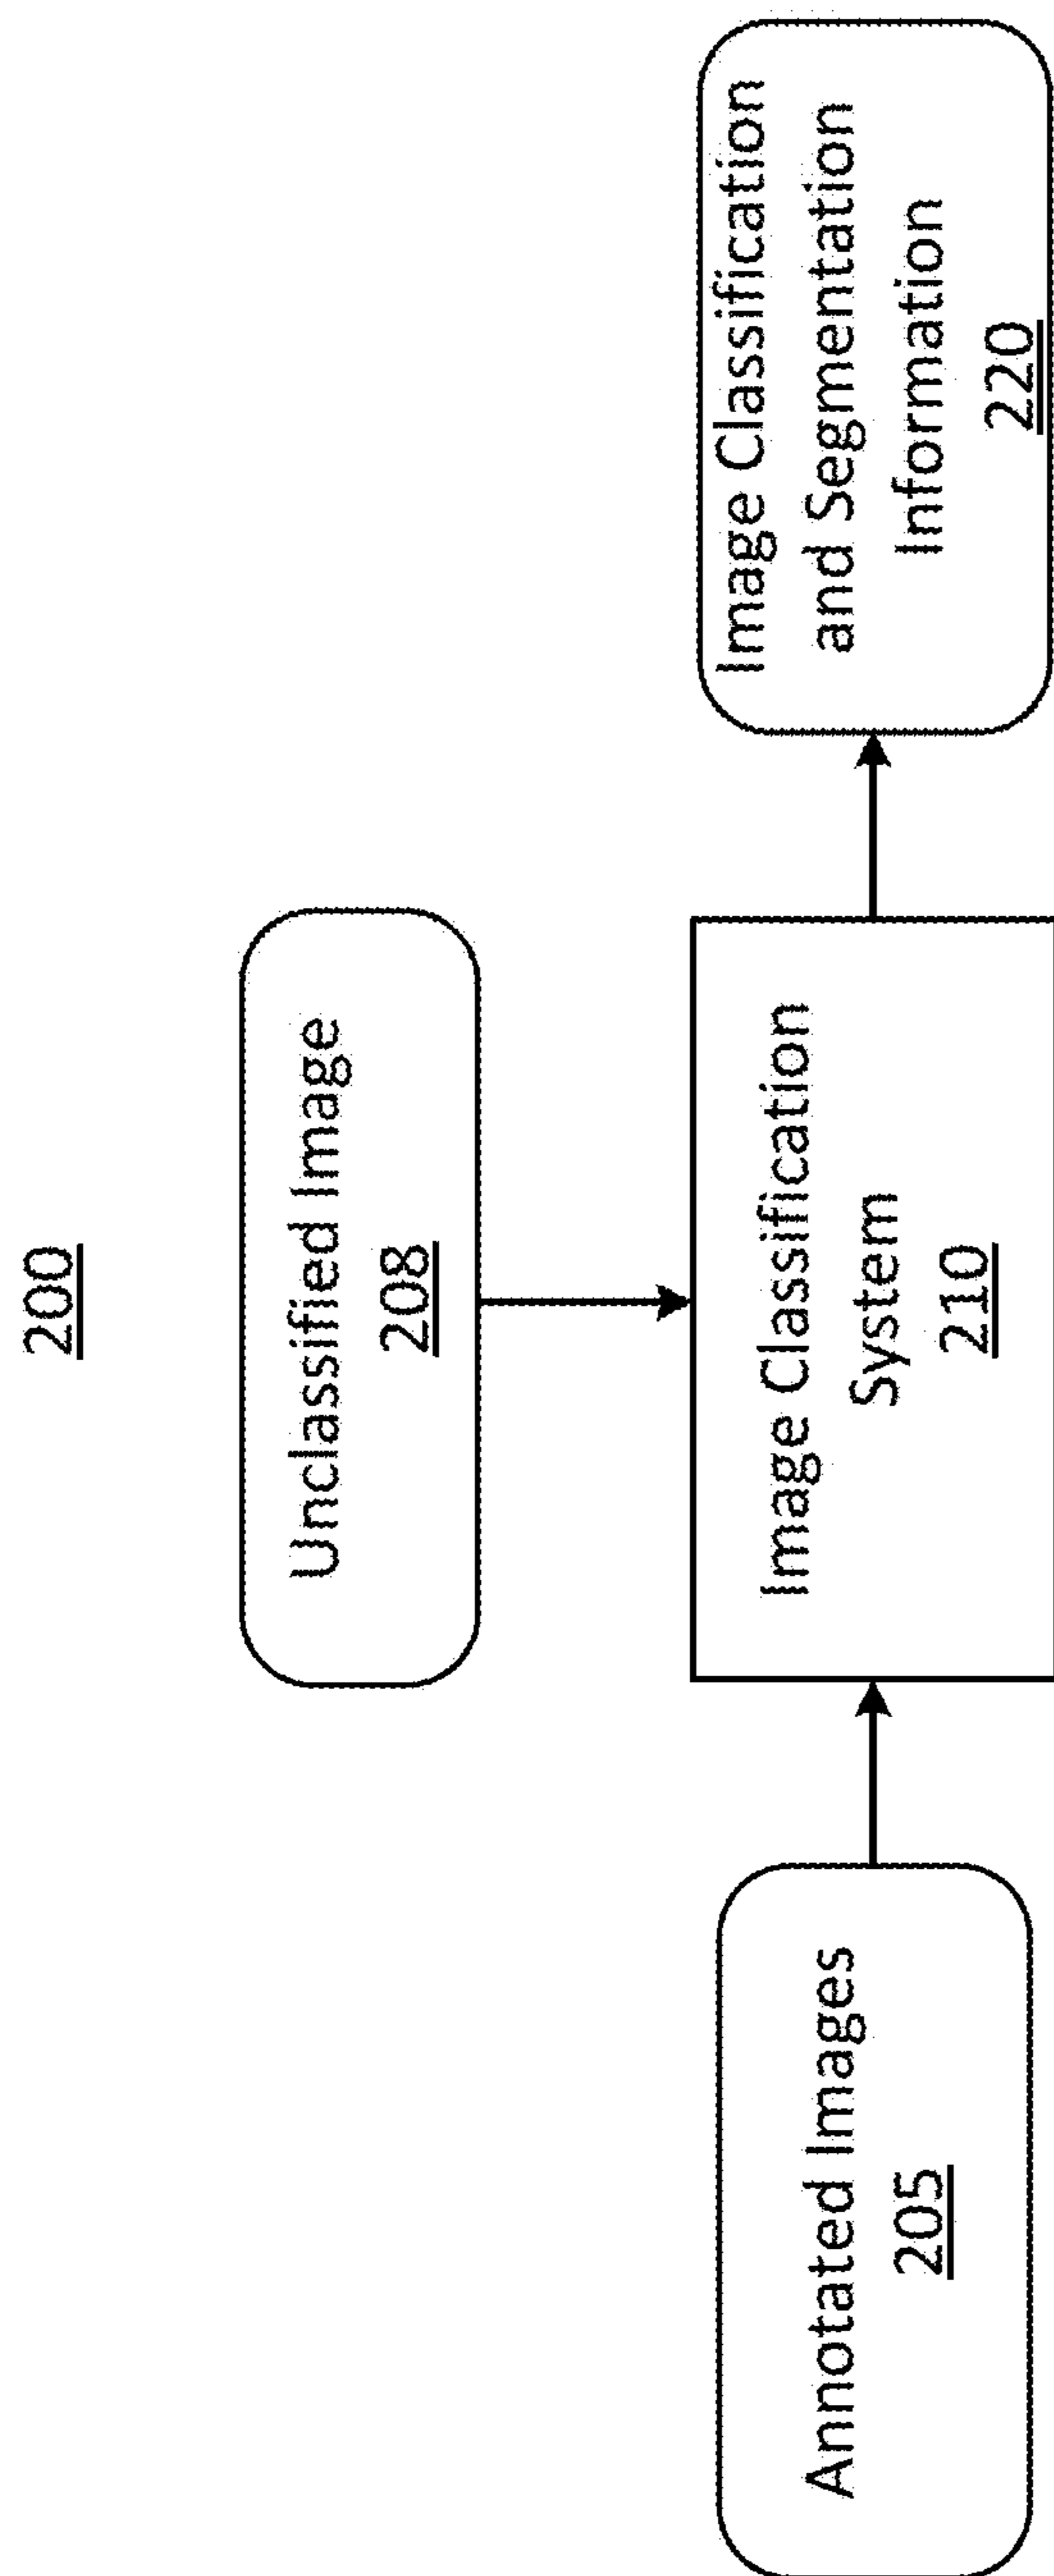 200
Unclassified Image
208
Annotated Images
205
Image Classification
System
210
Image Classification
and Segmentation
Information
220